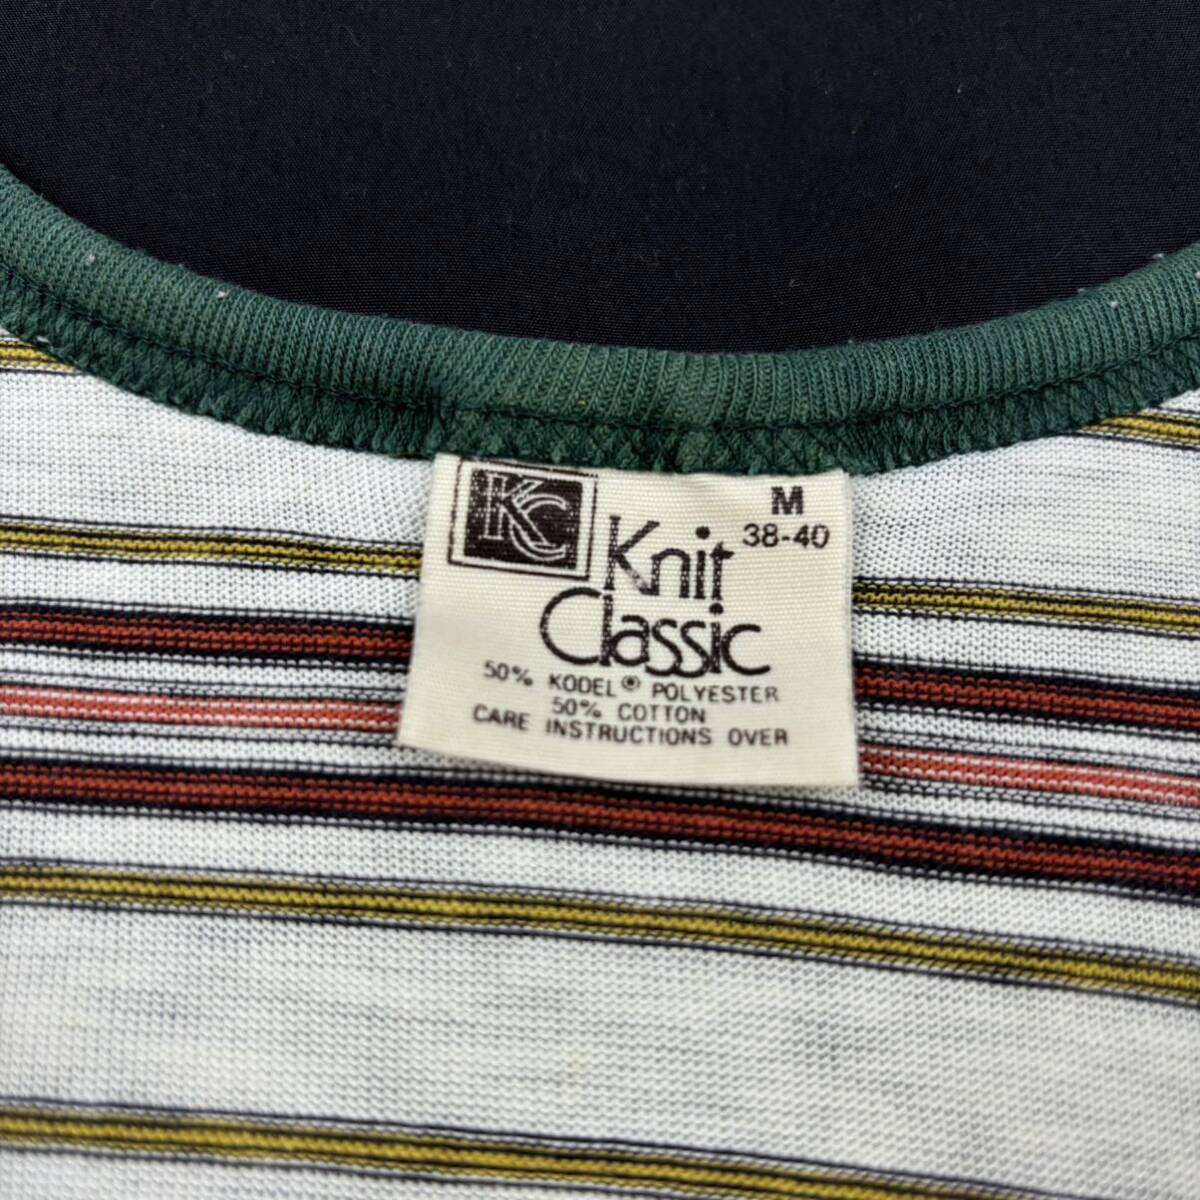 KC
M
38-40
Knit
Classic
50% KODEL® POLYESTER
50% COTTON
CARE INSTRUCTIONS OVER